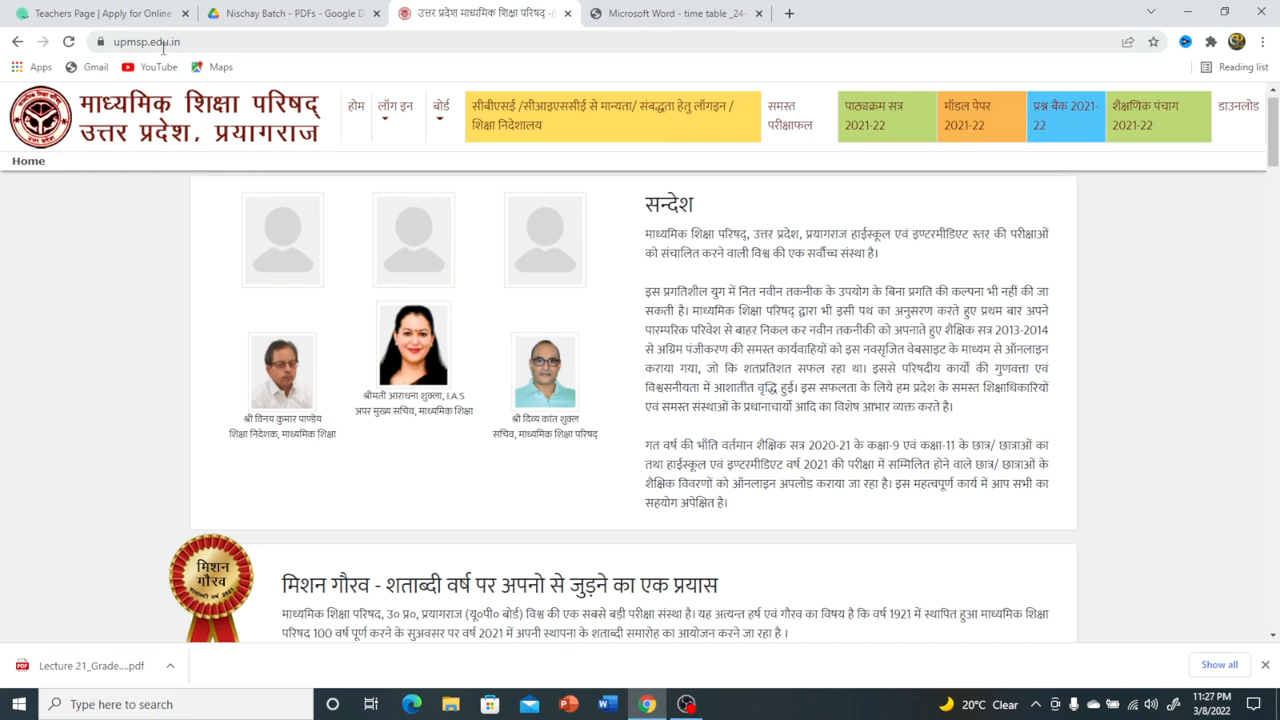 Teachers Page | Apply for Online
Nischay Batch - PDFs - Google D
उत्तर प्रदेश माध्यमिक शिक्षा परिषद् -(
Microsoft Word - time table _24-
upmsp.edu.in
Apps
Gmail
YouTube
Maps
Reading list
माध्यमिक शिक्षा परिषद्
उत्तर प्रदेश, प्रयागराज
होम
लॉग इन
बोर्ड
सीबीएसई /सीआइएससीई से मान्यता/ संबद्धता हेतु लॉगइन /
शिक्षा निदेशालय
समस्त
परीक्षाफल
पाठ्यक्रम सत्र
2021-22
मॉडल पेपर
2021-22
प्रश्न बैंक 2021-
22
शैक्षणिक पंचाग
2021-22
डाउनलोड
Home
श्री विनय कुमार पाण्डेय
शिक्षा निदेशक, माध्यमिक शिक्षा
श्रीमती आराधना शुक्ला, I.A.S
अपर मुख्य सचिव, माध्यमिक शिक्षा
श्री दिव्य कांत शुक्ल
सचिव, माध्यमिक शिक्षा परिषद्
सन्देश
माध्यमिक शिक्षा परिषद्, उत्तर प्रदेश, प्रयागराज हाईस्कूल एवं इण्टरमीडिएट स्तर की परीक्षाओं
को संचालित करने वाली विश्व की एक सर्वोच्च संस्था है।
इस प्रगतिशील युग में नित नवीन तकनीक के उपयोग के बिना प्रगति की कल्पना भी नहीं की जा
सकती है। माध्यमिक शिक्षा परिषद् द्वारा भी इसी पथ का अनुसरण करते हुए प्रथम बार अपने
पारम्परिक परिवेश से बाहर निकल कर नवीन तकनीकी को अपनाते हुए शैक्षिक सत्र 2013-2014
से अग्रिम पंजीकरण की समस्त कार्यवाहियों को इस नवसृजित वेबसाइट के माध्यम से ऑनलाइन
कराया गया, जो कि शतप्रतिशत सफल रहा था। इससे परिषदीय कार्यो की गुणवत्ता एवं
विश्वसनीयता में आशातीत वृद्धि हुई। इस सफलता के लिये हम प्रदेश के समस्त शिक्षाधिकारियों
एवं समस्त संस्थाओं के प्रधानाचार्यो आदि का विशेष आभार व्यक्त करते है।
गत वर्ष की भाँति वर्तमान शैक्षिक सत्र 2020-21 के कक्षा-9 एवं कक्षा-11 के छात्र/ छात्राओं का
तथा हाईस्कूल एवं इण्टरमीडिएट वर्ष 2021 की परीक्षा में सम्मिलित होने वाले छात्र/ छात्राओं के
शैक्षिक विवरणों को ऑनलाइन अपलोड कराया जा रहा है। इस महत्वपूर्ण कार्य में आप सभी का
सहयोग अपेक्षित है।
मिशन
गौरव
शताब्दी वर्ष 2021
मिशन गौरव - शताब्दी वर्ष पर अपनो से जुड़ने का एक प्रयास
माध्यमिक शिक्षा परिषद, उ० प्र०, प्रयागराज (यू०पी० बोर्ड) विश्व की एक सबसे बड़ी परीक्षा संस्था है। यह अत्यन्त हर्ष एवं गौरव का विषय है कि वर्ष 1921 में स्थापित हुआ माध्यमिक शिक्षा
परिषद 100 वर्ष पूर्ण करने के सुअवसर पर वर्ष 2021 में अपनी स्थापना के शताब्दी समारोह का आयोजन करने जा रहा है ।
Lecture 21_Grade....pdf
Show all
Type here to search
20°C Clear
11:27 PM
3/8/2022